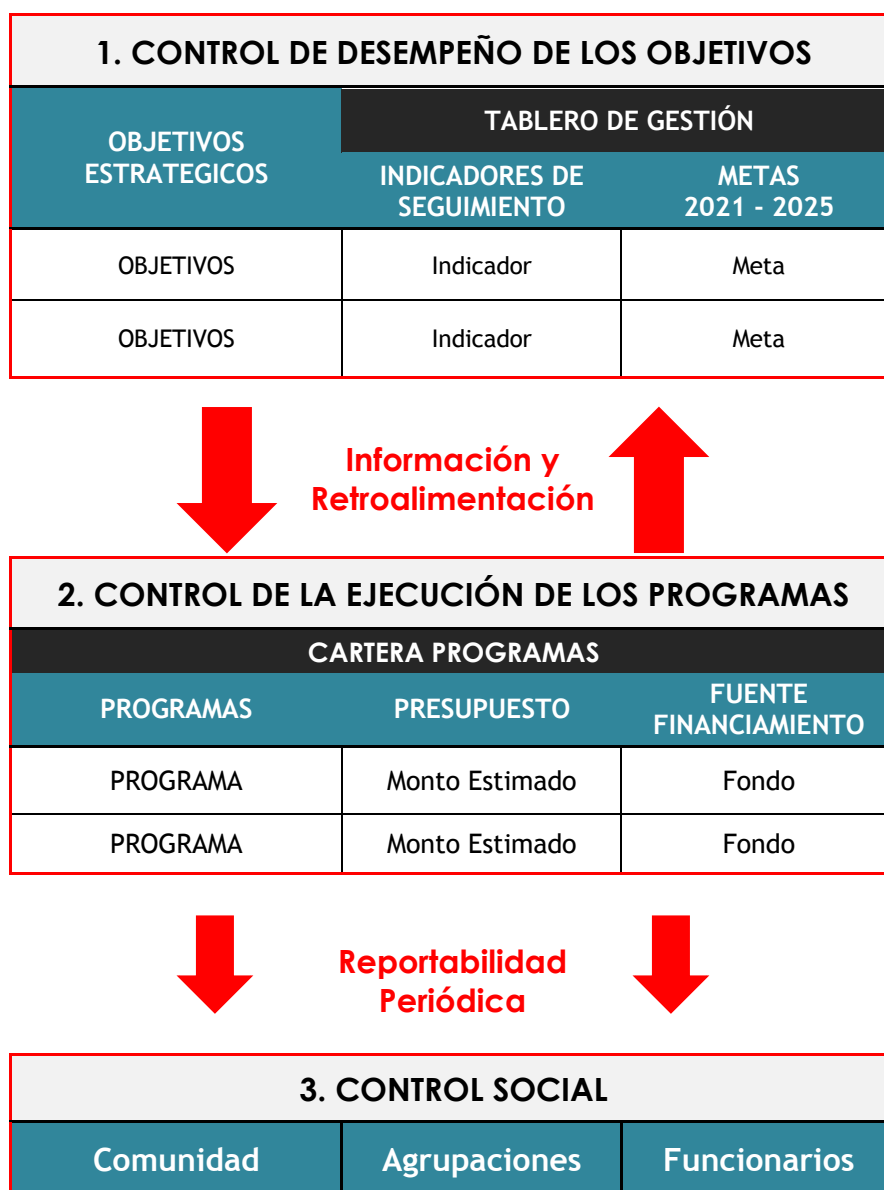 1. CONTROL DE DESEMPEÑO DE LOS OBJETIVOS
OBJETIVOS
ESTRATEGICOS
TABLERO DE GESTIÓN
INDICADORES DE
SEGUIMIENTO
METAS
2021 - 2025
OBJETIVOS
Indicador
Meta
OBJETIVOS
Indicador
Meta
Información y
Retroalimentación
2. CONTROL DE LA EJECUCIÓN DE LOS PROGRAMAS
CARTERA PROGRAMAS
PROGRAMAS
PRESUPUESTO
FUENTE
FINANCIAMIENTO
PROGRAMA
Monto Estimado
Fondo
PROGRAMA
Monto Estimado
Fondo
Reportabilidad
Periódica
3. CONTROL SOCIAL
Comunidad
Agrupaciones
Funcionarios